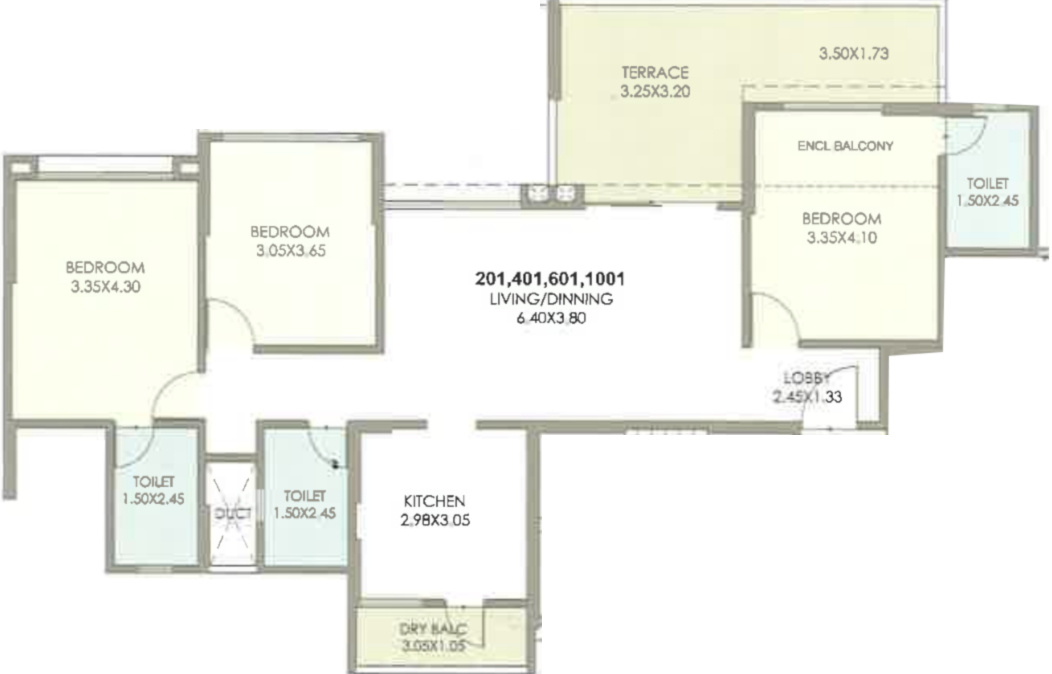 3.50X1.73
TERRACE
3.25X3.20
ENCL BALCONY
TOILET
1.50X2.45
BEDROOM
3.35X4.10
BEDROOM
3.05X3.65
BEDROOM
3.35X4.30
201,401,601,1001
LIVING/DINNING
6.40X3.80
LOBBY
2.45X1.33
TOILET
1.50X2.45
DUCT
TOILET
1.50X2.45
KITCHEN
2.98X3.05
DRY BALC
3.05X1.05